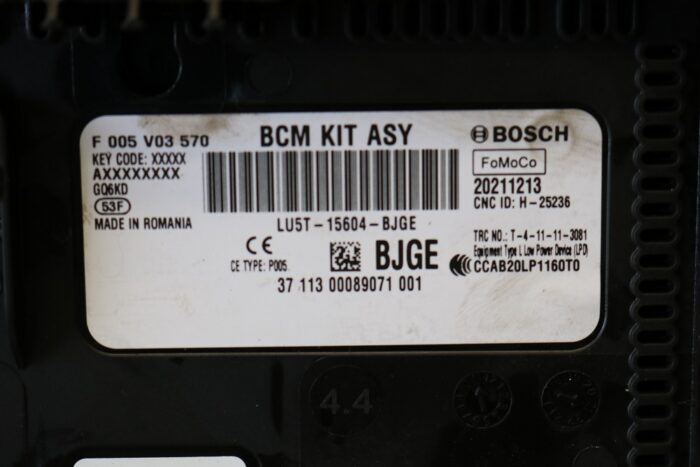 F 005 V03 570
BCM KIT ASY
BOSCH
KEY CODE: XXXXX
AXXXXXXXX
GQ6KD
53F
MADE IN ROMANIA
FoMoCo
20211213
CNC ID: H-25236
LU5T-15604-BJGE
CE
CE TYPE: P005
BJGE
TRC NO.: T-4-11-11-3081
Equipment Type L Low Power Device (LPD)
CCAB20LP1160T0
37 113 00089071 001
4.4